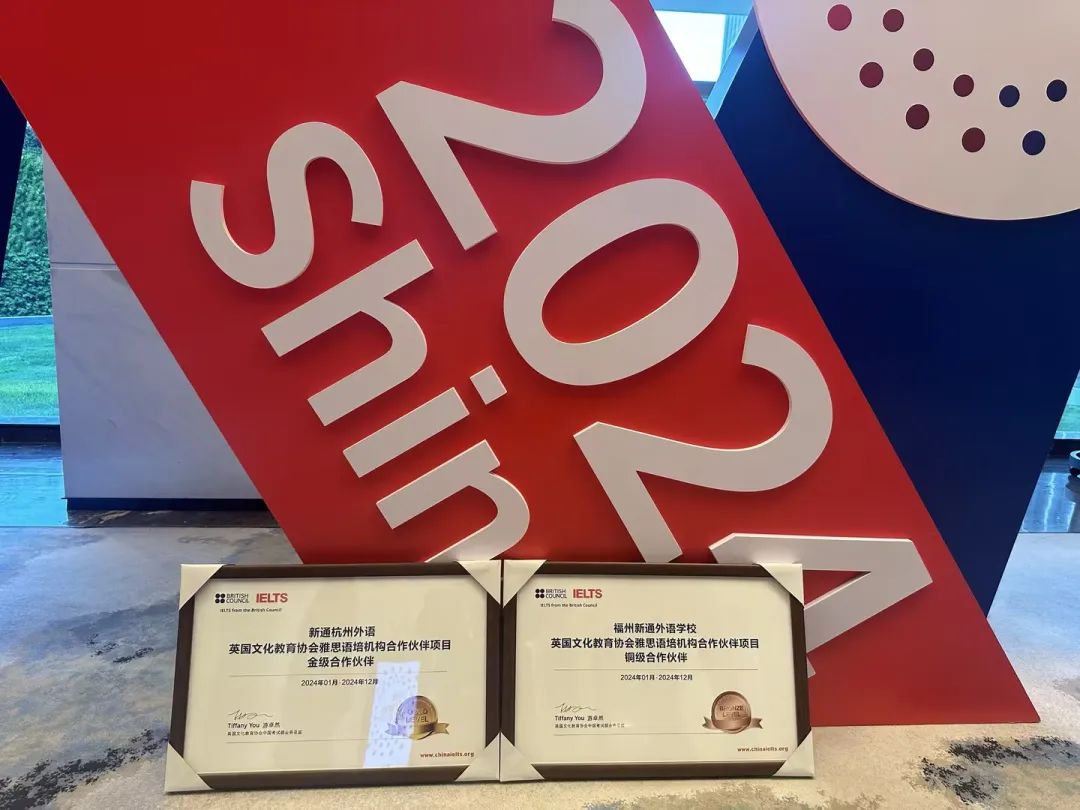 2024
Shin
BRITISH
COUNCIL
IELTS
IELTS from the British Council
新通杭州外语
英国文化教育协会雅思语培机构合作伙伴项目
金级合作伙伴
2024年01月-2024年12月
Tiffany You 游卓然
GOLD
LEVEL
www.chinaielts.org
BRITISH
COUNCIL
IELTS
IELTS from the British Council
福州新通外语学校
英国文化教育协会雅思语培机构合作伙伴项目
铜级合作伙伴
2024年01月-2024年12月
Tiffany You 游卓然
BRONZE
LEVEL
www.chinaielts.org